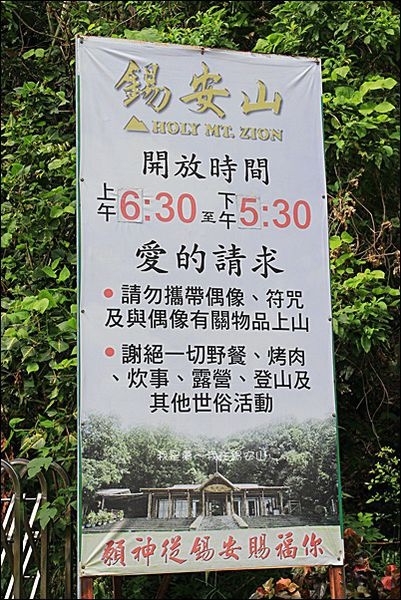 錫安山
HOLY MT. ZION
開放時間
上午6:30至下午5:30
愛的請求
●請勿攜帶偶像、符咒
及與偶像有關物品上山
●謝絕一切野餐、烤肉
、炊事、露營、登山及
其他世俗活動
願神從錫安賜福你